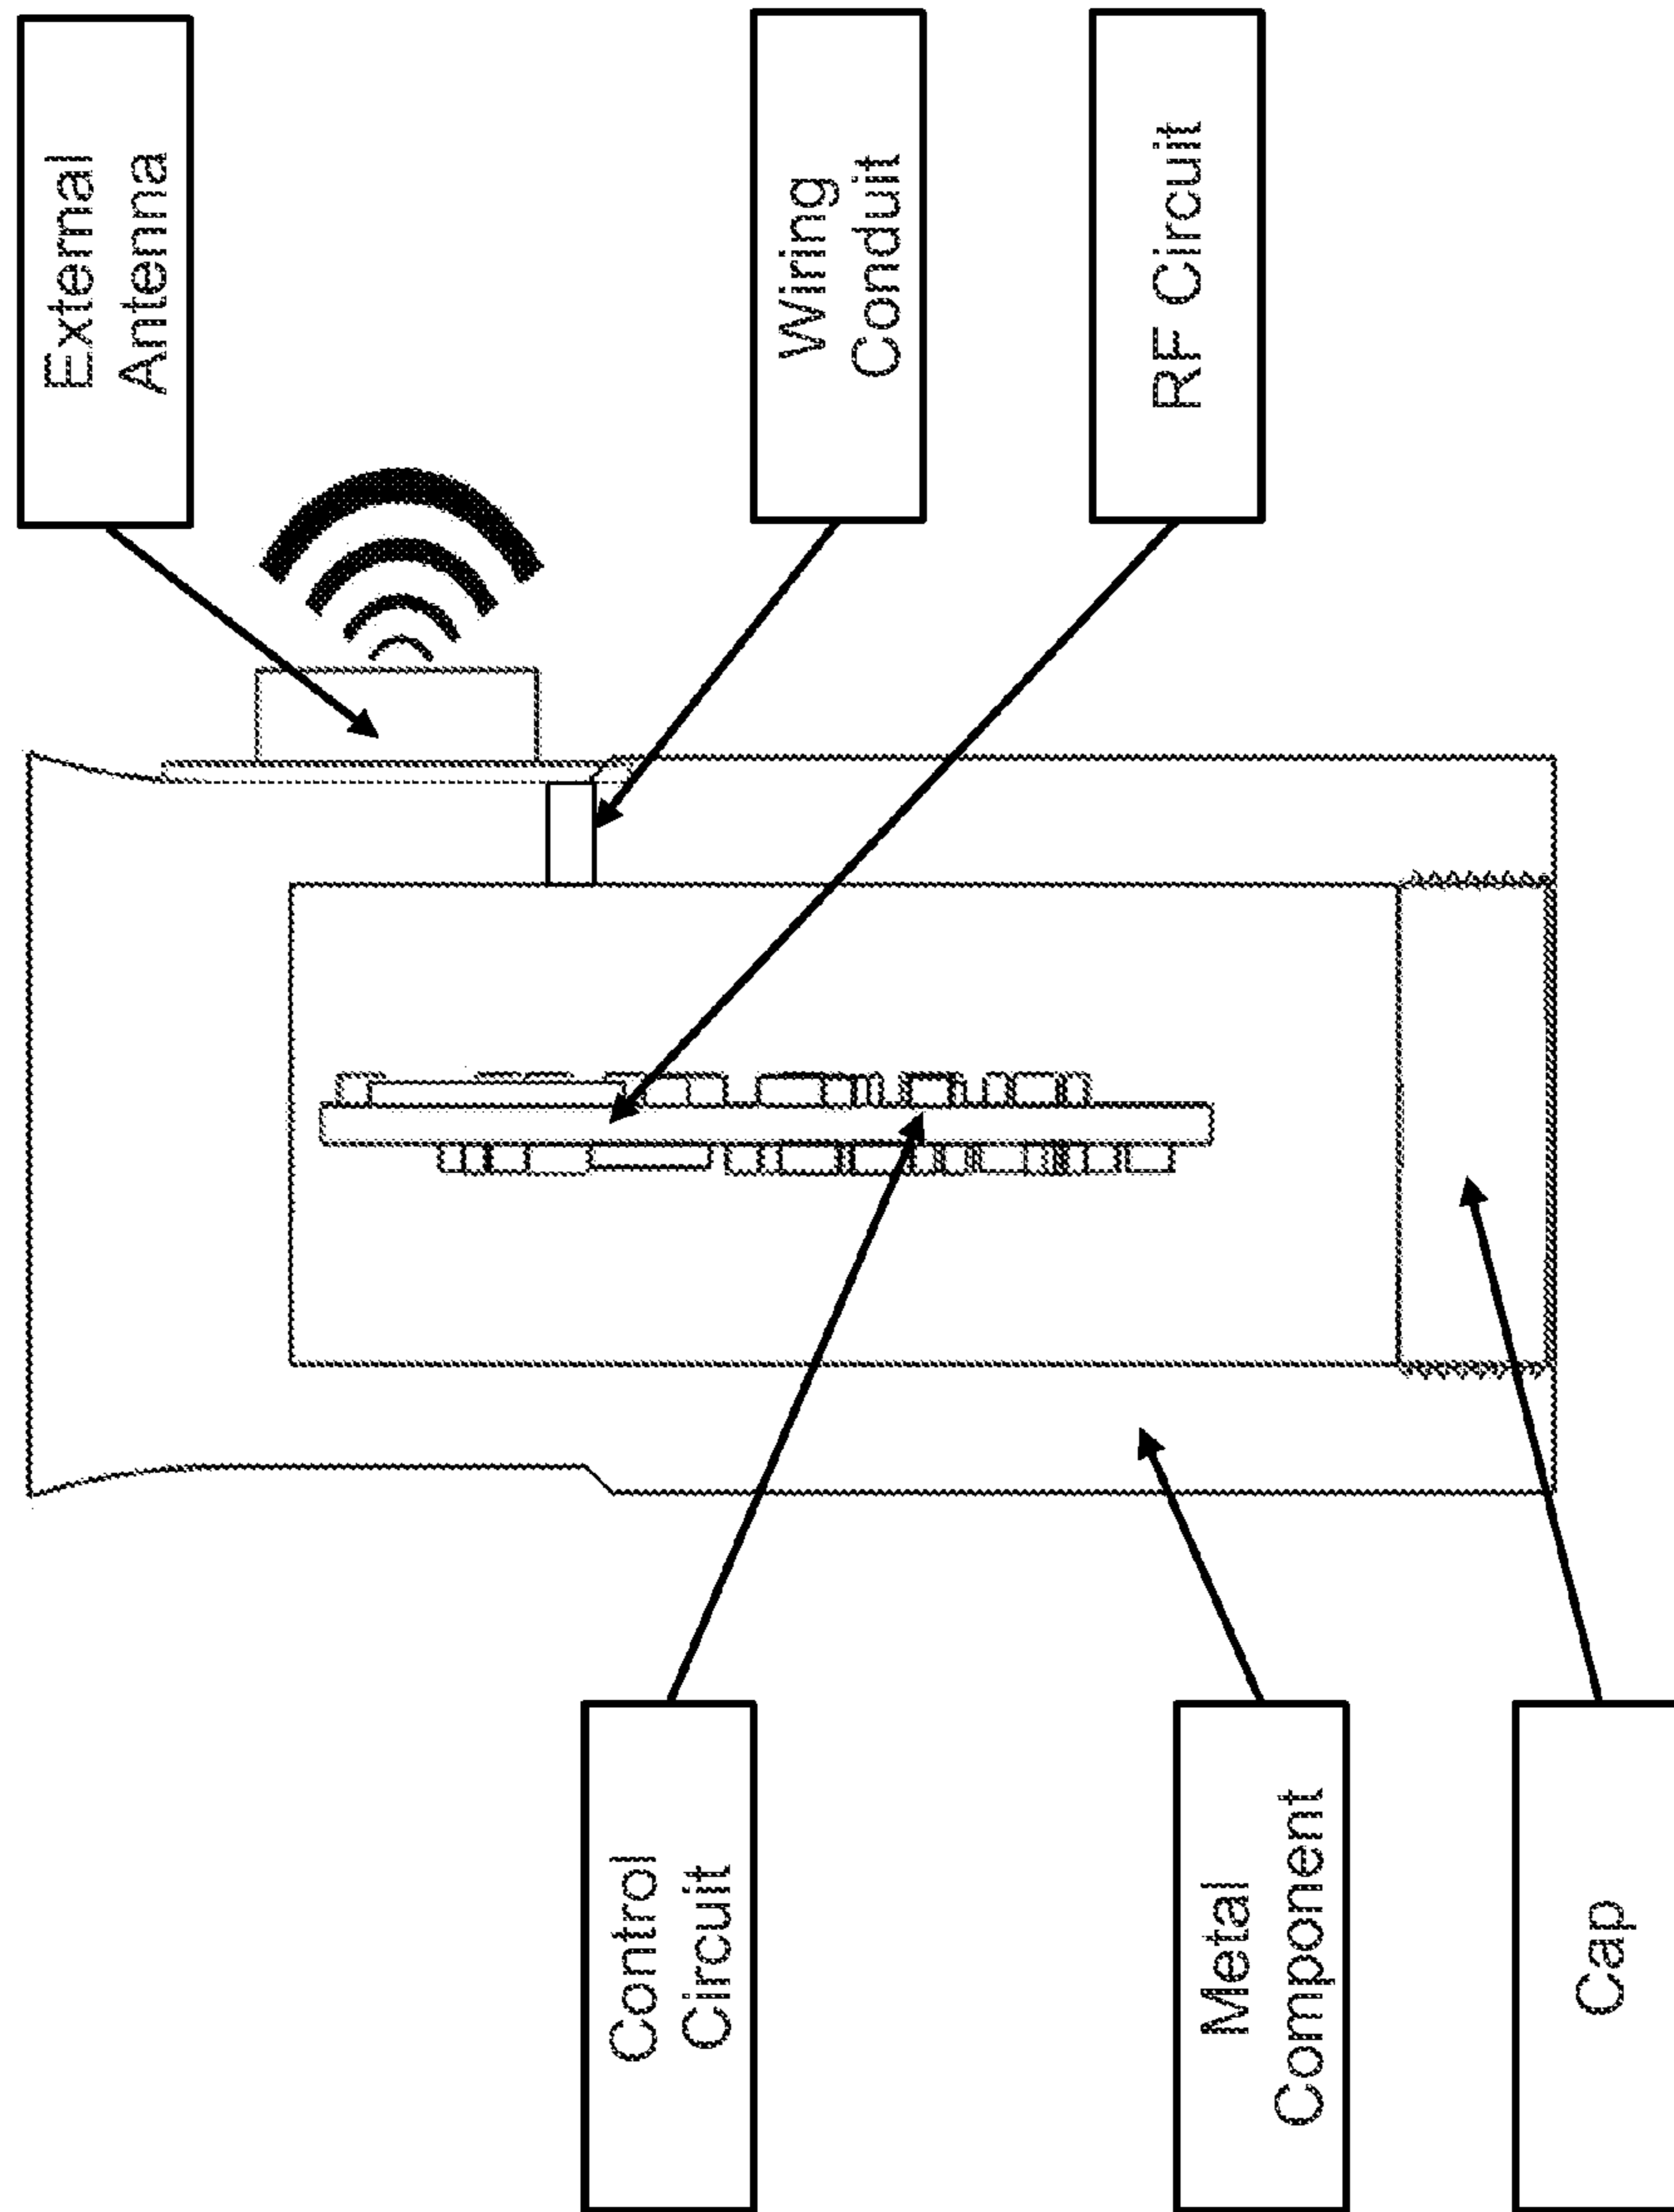 External
Antenna
Wiring
Conduit
RF Circuit
Control
Circuit
Metal
Component
Cap